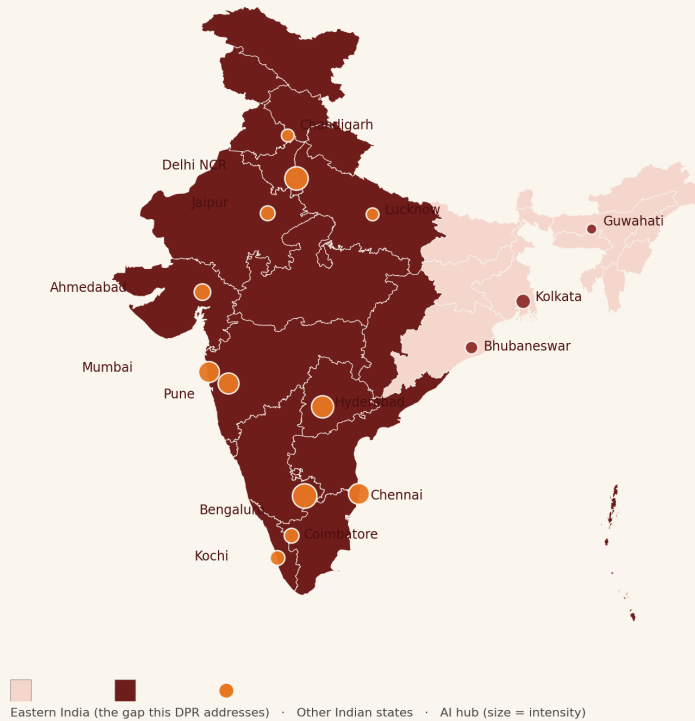 Chandigarh
Delhi NCR
Jaipur
Lucknow
Guwahati
Ahmedabad
Kolkata
Bhubaneswar
Mumbai
Pune
Hyderabad
Chennai
Bengaluru
Coimbatore
Kochi
Eastern India (the gap this DPR addresses) · Other Indian states · AI hub (size = intensity)